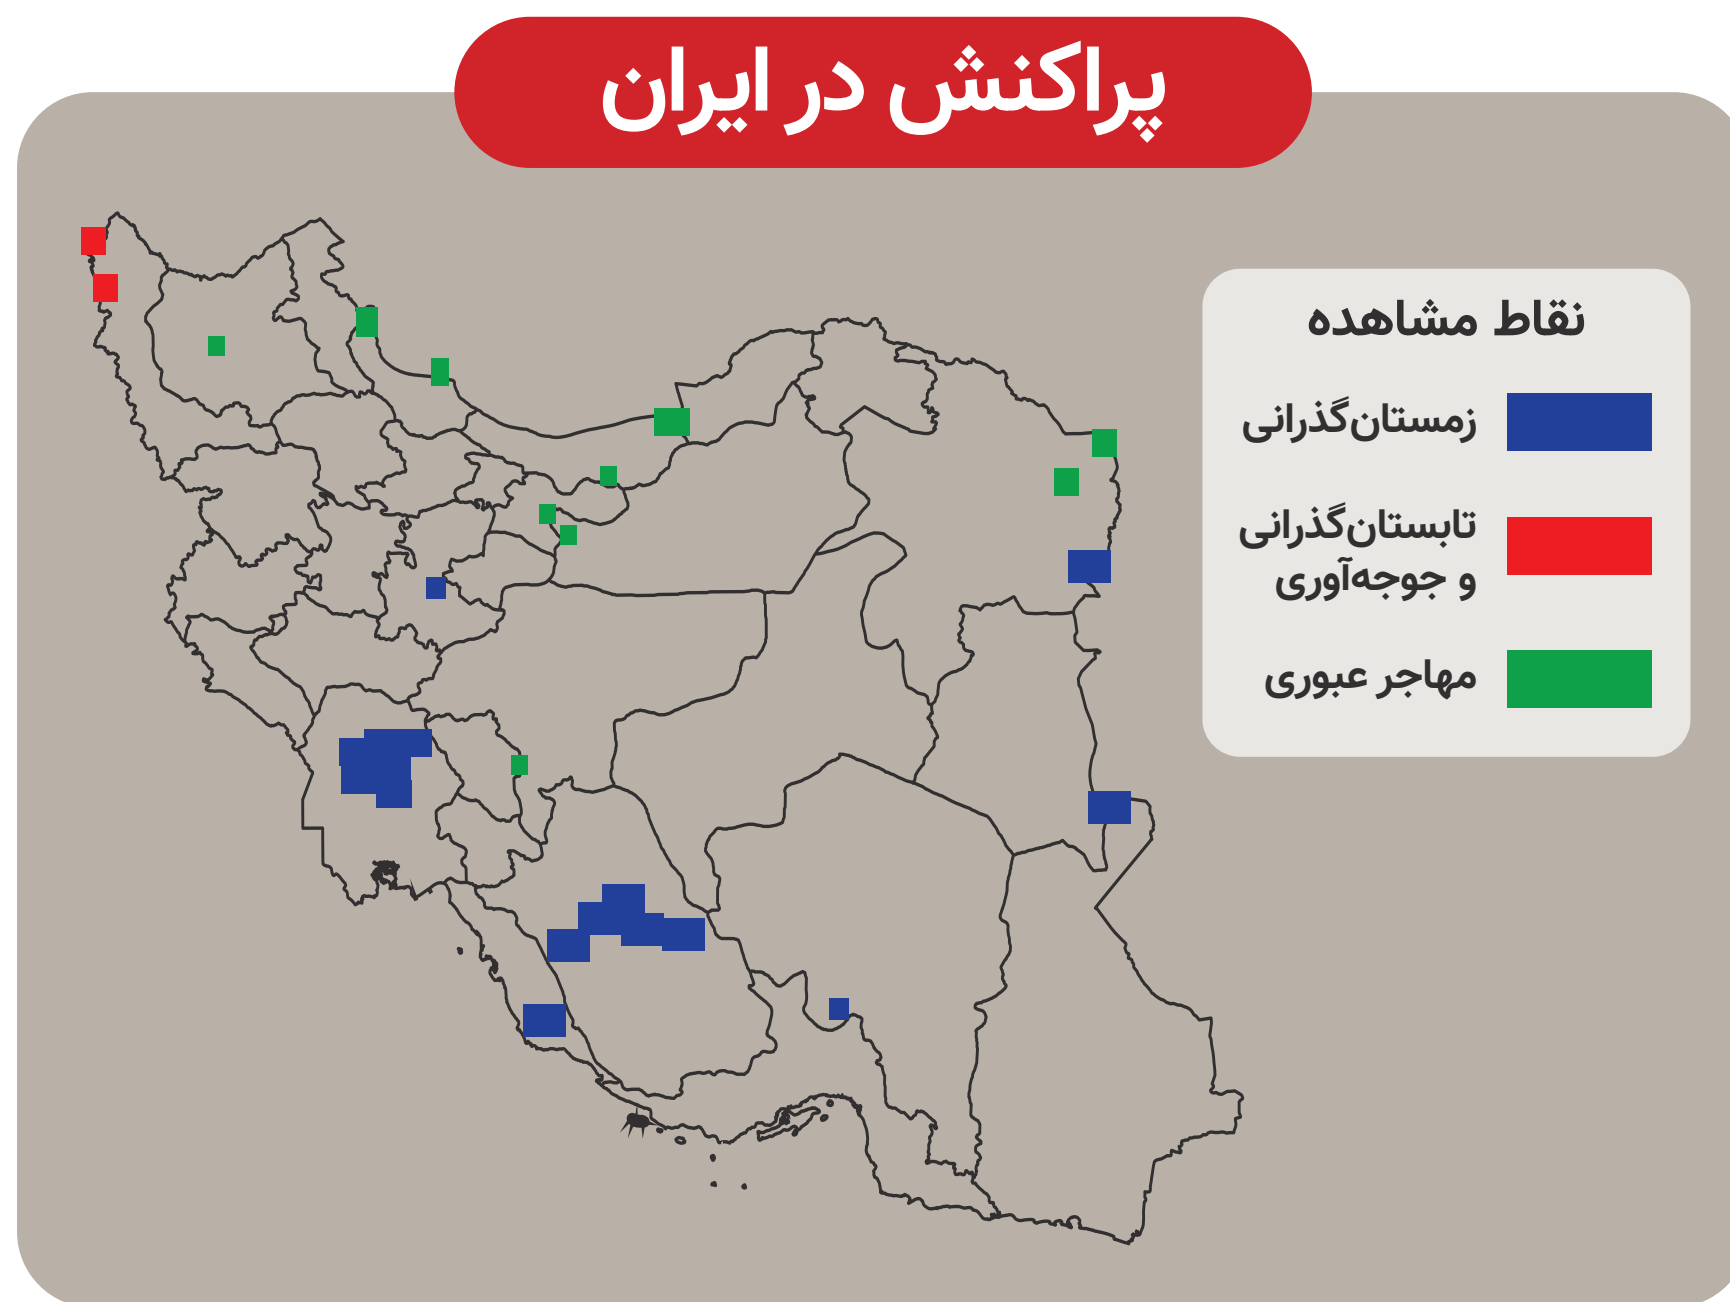 پراکنش در ایران
نقاط مشاهده
زمستان‌گذرانی
تابستان‌گذرانی
و جوجه‌آوری
مهاجر عبوری